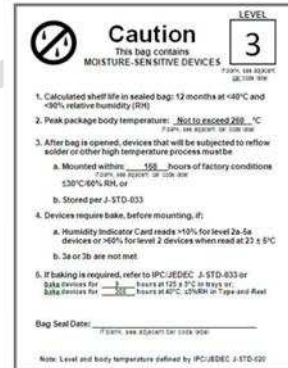 LEVEL
Caution
This bag contains
MOISTURE-SENSITIVE DEVICES
3
If blank, see adjacent
bar code label
1. Calculated shelf life in sealed bag: 12 months at <40°C and
<90% relative humidity (RH)
2. Peak package body temperature: Not to exceed 260 °C
If blank, see adjacent bar code label
3. After bag is opened, devices that will be subjected to reflow
solder or other high temperature process must be
a. Mounted within: 168 hours of factory conditions
If blank, see adjacent bar code label
≤30°C/60% RH, or
b. Stored per J-STD-033
4. Devices require bake, before mounting, if:
a. Humidity Indicator Card reads >10% for level 2a-5a
devices or >60% for level 2 devices when read at 23 ± 5°C
b. 3a or 3b are not met
5. If baking is required, refer to IPC/JEDEC J-STD-033 or
bake devices for hours at 125 ± 5°C in trays or;
bake devices for hours at 40°C, ≤5%RH in Tape and Reel
Bag Seal Date:
If blank, see adjacent bar code label
Note: Level and body temperature defined by IPC/JEDEC J-STD-020